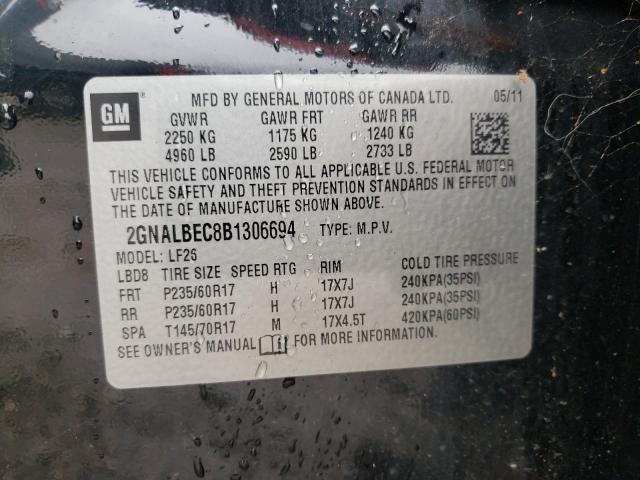 GM ® MFD BY GENERAL MOTORS OF CANADA LTD. 05/11
GVWR GAWR FRT GAWR RR
2250 KG 1175 KG 1240 KG
4960 LB 2590 LB 2733 LB
THIS VEHICLE CONFORMS TO ALL APPLICABLE U.S. FEDERAL MOTOR
VEHICLE SAFETY AND THEFT PREVENTION STANDARDS IN EFFECT ON
THE DATE OF MANUFACTURE SHOWN ABOVE.
2GNALBEC8B1306694 TYPE: M.P.V.
MODEL: LF26
LBD8 TIRE SIZE SPEED RTG RIM COLD TIRE PRESSURE
FRT P235/60R17 H 17X7J 240KPA(35PSI)
RR P235/60R17 H 17X7J 240KPA(35PSI)
SPA T145/70R17 M 17X4.5T 420KPA(60PSI)
SEE OWNER'S MANUAL FOR MORE INFORMATION.